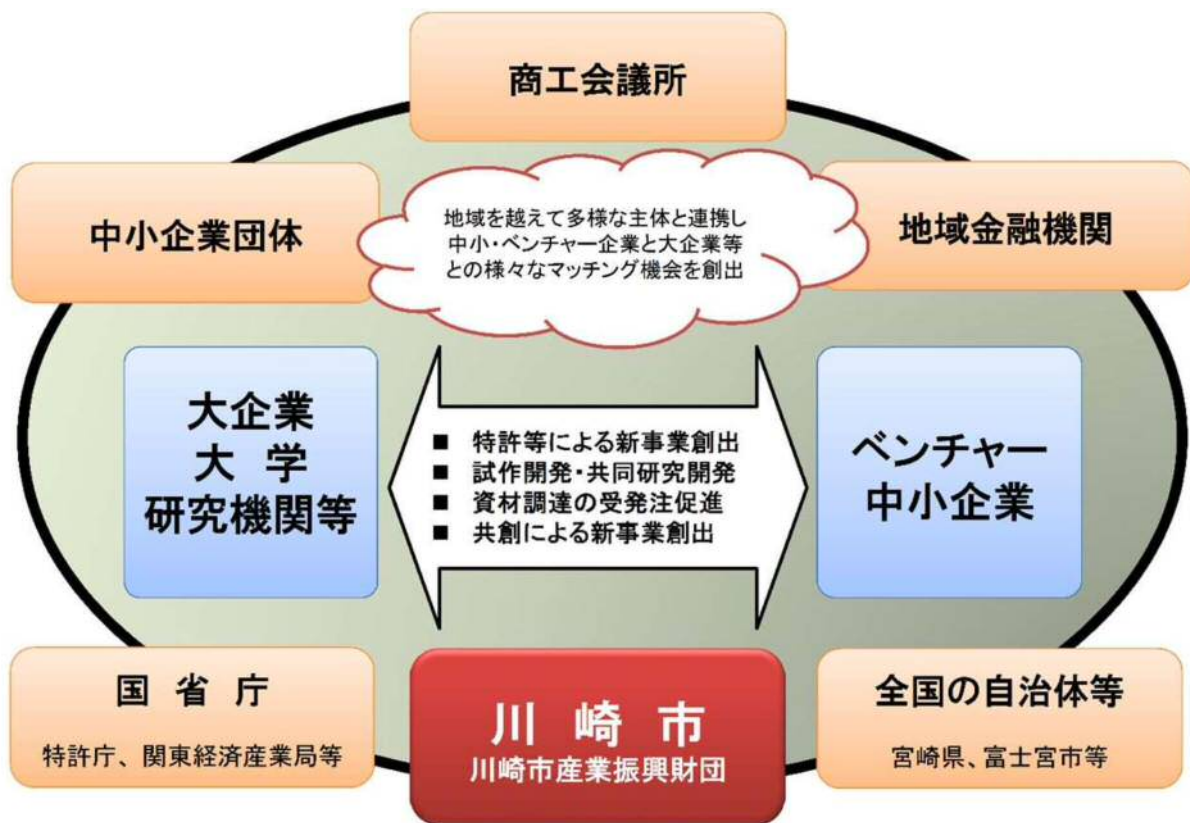 商工会議所
中小企業団体
地域を越えて多様な主体と連携し
中小・ベンチャー企業と大企業等
との様々なマッチング機会を創出
地域金融機関
大企業
大 学
研究機関等
■ 特許等による新事業創出
■ 試作開発・共同研究開発
■ 資材調達の受発注促進
■ 共創による新事業創出
ベンチャー
中小企業
国 省 庁
特許庁、関東経済産業局等
川 崎 市
川崎市産業振興財団
全国の自治体等
宮崎県、富士宮市等